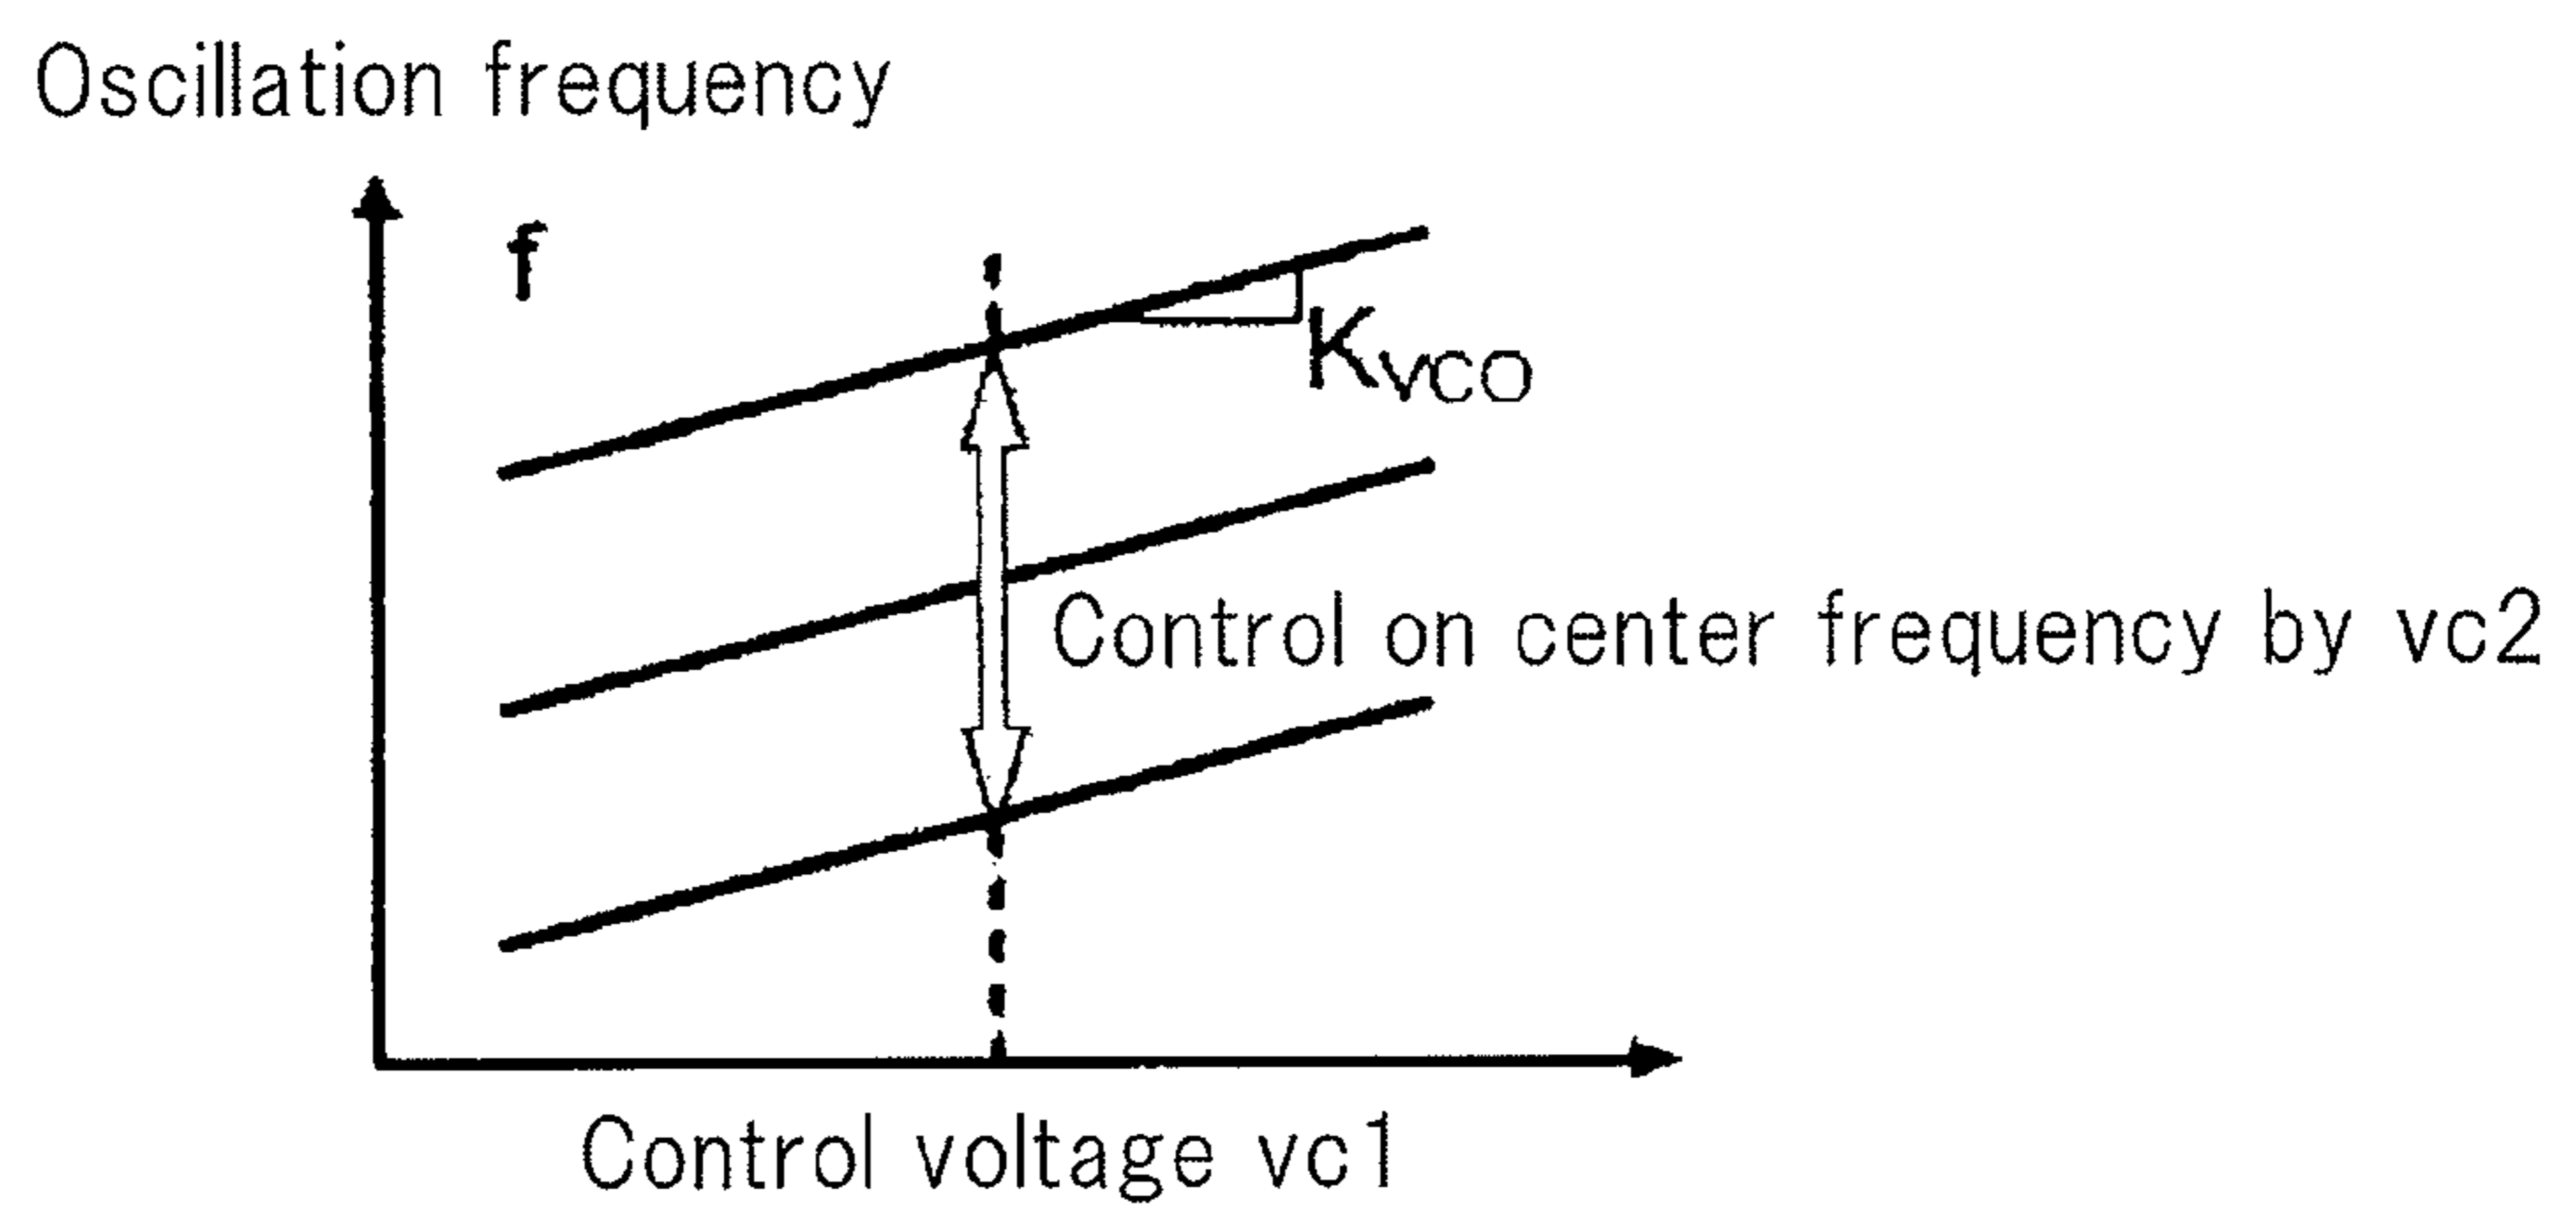 Oscillation frequency
f
KVCO
Control on center frequency by vc2
Control voltage vc1